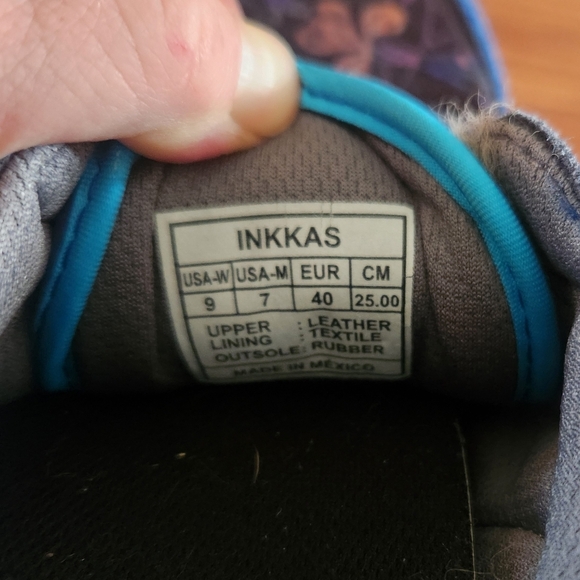 INKKAS
USA-W USA-M EUR CM
9 7 40 25.00
UPPER : LEATHER
LINING : TEXTILE
OUTSOLE : RUBBER
MADE IN MÉXICO